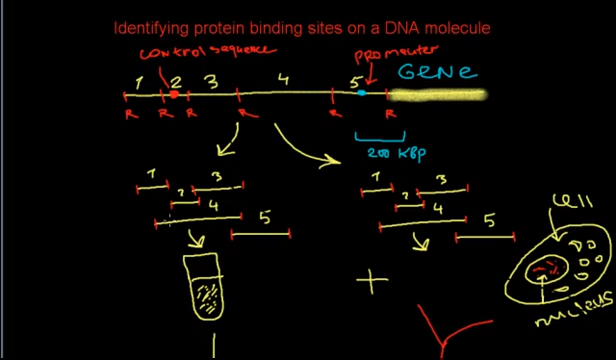 Identifying protein binding sites on a DNA molecule
control sequence
promouter
1 2 3 4 5 GENE
R R R R R R
200 KBp
1 3
2
4
5
1 3
2
4
5
cell
nucleus